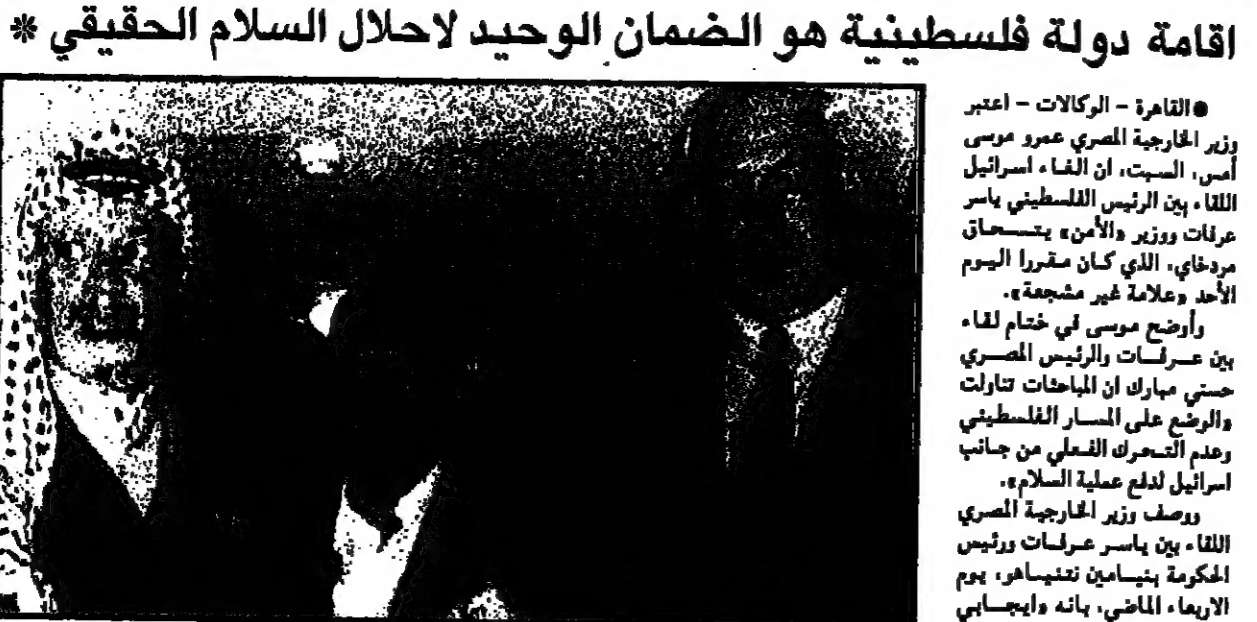 اقامة دولة فلسطينية هو الضمان الوحيد لاحلال السلام الحقيقي *
●القاهرة - الوكالات - اعتبر
وزير الخارجية المصري عمرو موسى
أمس، السبت، ان الغاء اسرائيل
اللقاء بين الرئيس الفلسطيني ياسر
عرفات ووزير «الأمن» يتسحاق
مردخاي، الذي كان مقررا اليوم
الأحد «علامة غير مشجعة».
وأوضح موسى في ختام لقاء
بين عرفات والرئيس المصري
حسني مبارك ان المباحثات تناولت
«الوضع على المسار الفلسطيني
وعدم التحرك الفعلي من جانب
اسرائيل لدفع عملية السلام».
ووصف وزير الخارجية المصري
اللقاء بين ياسر عرفات ورئيس
الحكومة بنيامين نتنياهو، يوم
الاربعاء الماضي، بانه «ايجابي